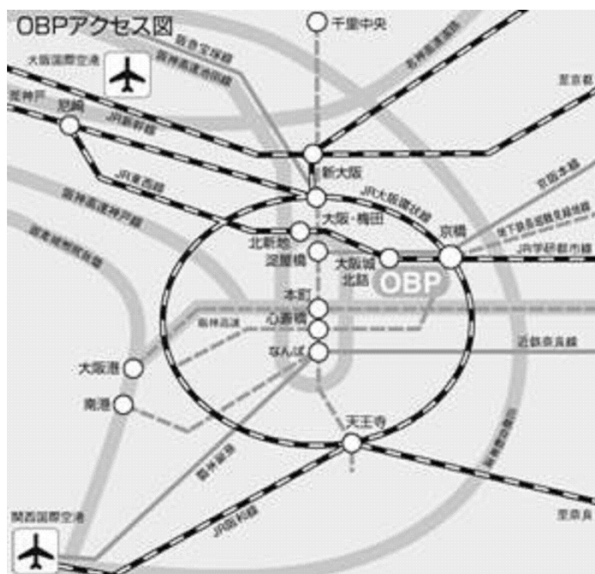 OBPアクセス図
千里中央
阪急宝塚線
阪神高速池田線
名神高速道路
大阪国際空港
至神戸
尼崎
JR新幹線
至京都
新大阪
JR東西線
JR大阪環状線
京阪本線
大阪・梅田
阪神高速神戸線
北新地
京橋
地下鉄長堀鶴見緑地線
淀屋橋
大阪城
北詰
JR学研都市線
OBP
本町
阪神高速
心斎橋
なんば
近鉄奈良線
大阪港
南港
天王寺
関西国際空港
JR阪和線
至奈良